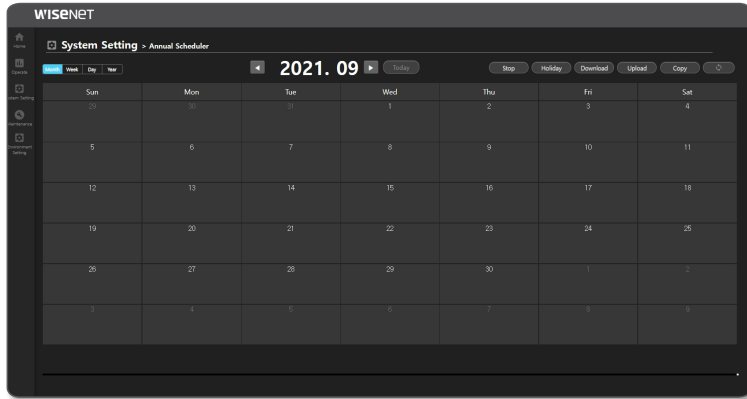 WISENET
Home
Operate
System Setting
Maintenance
Environment
Setting
System Setting > Annual Scheduler
Month Week Day Year
2021. 09 Today
Stop Holiday Download Upload Copy
Sun Mon Tue Wed Thu Fri Sat
29 30 31 1 2 3 4
5 6 7 8 9 10 11
12 13 14 15 16 17 18
19 20 21 22 23 24 25
26 27 28 29 30 1 2
3 4 5 6 7 8 9